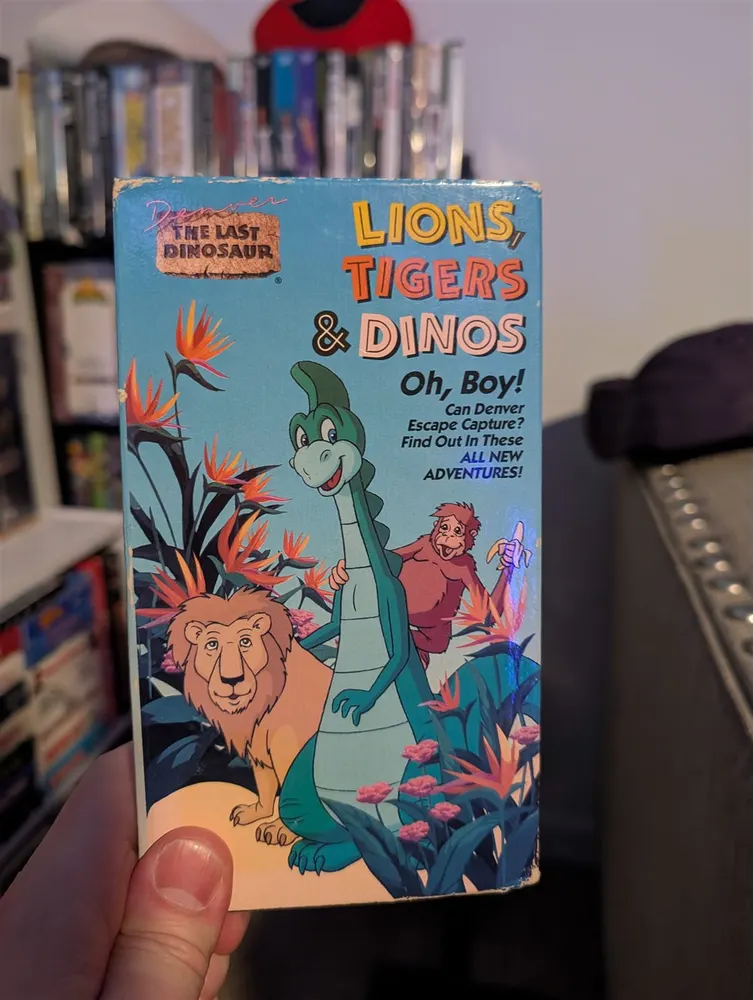 Denver
THE LAST
DINOSAUR
®
LIONS,
TIGERS
& DINOS
Oh, Boy!
Can Denver
Escape Capture?
Find Out In These
ALL NEW
ADVENTURES!